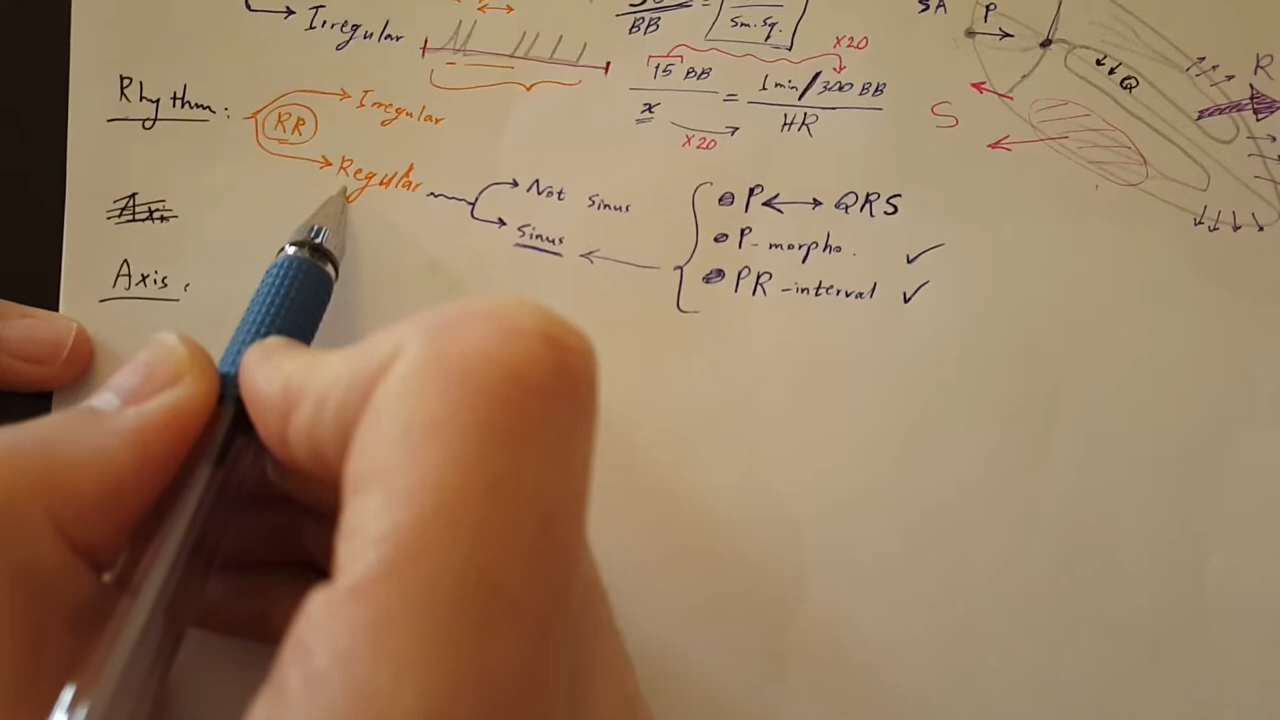 Irregular
BB
=
Sm.sq.
X20
15 BB
x
=
1 min/300 BB
HR
X20
SA
P
Q
R
S
Rhythm:
RR
Irregular
Regular
Not Sinus
Sinus
P ↔ QRS
P-morpho. ✓
PR-interval ✓
Axis.